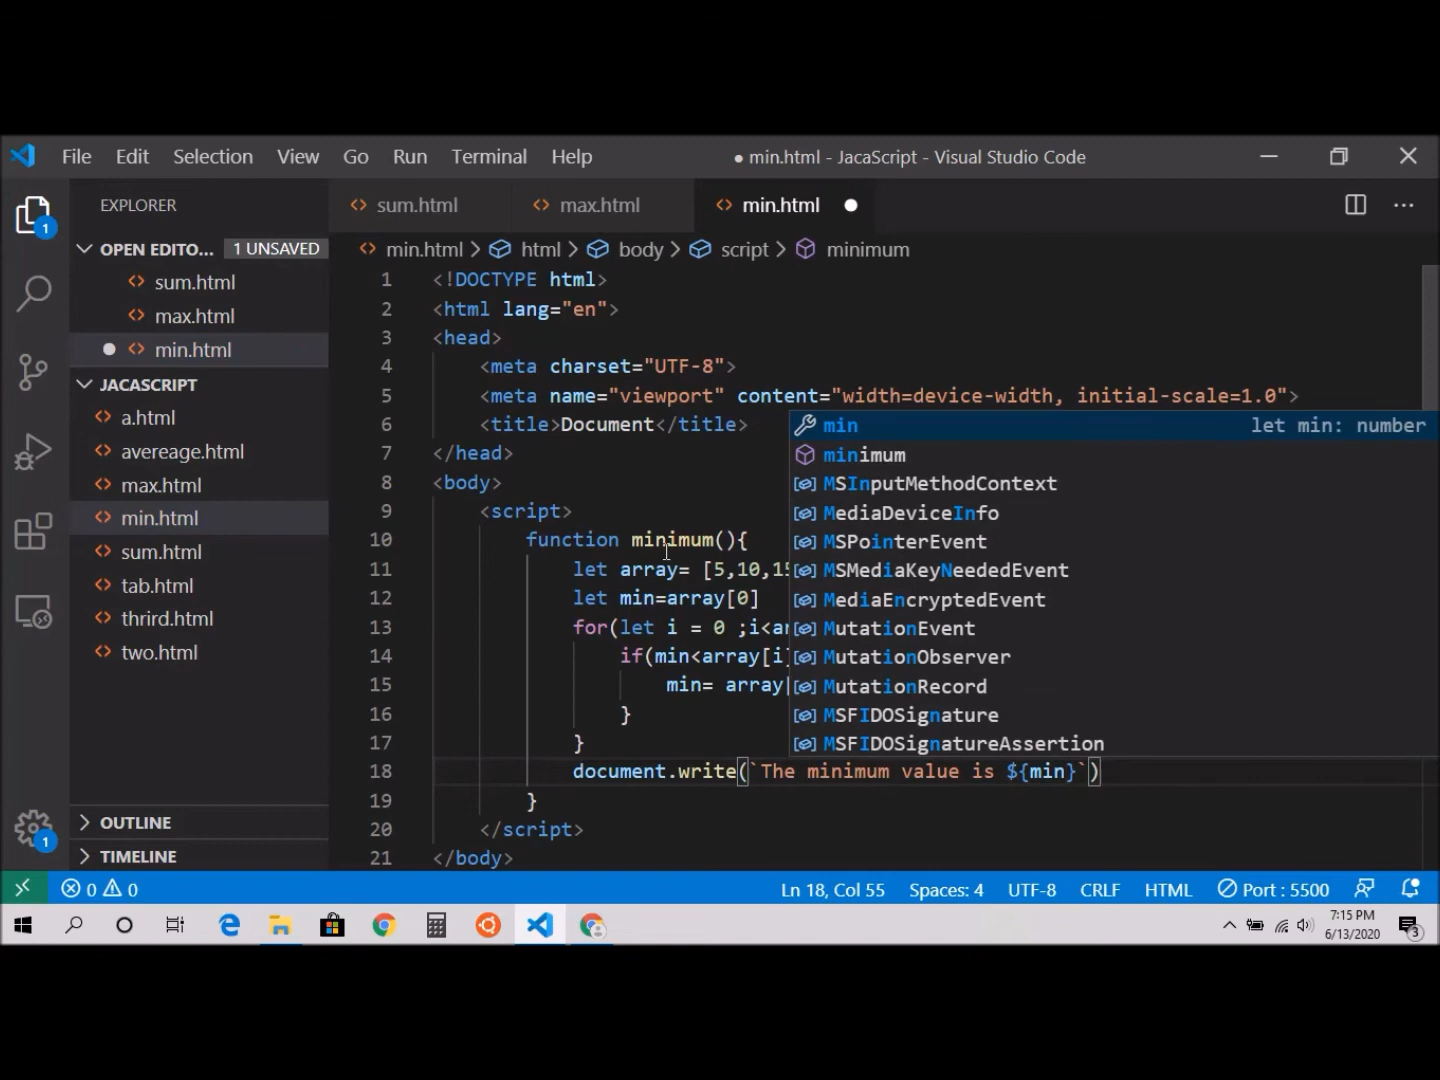 File Edit Selection View Go Run Terminal Help ● min.html - JacaScript - Visual Studio Code
EXPLORER
sum.html max.html min.html
1
OPEN EDITO... 1 UNSAVED
min.html > html > body > script > minimum
sum.html
max.html
min.html
JACASCRIPT
a.html
avereage.html
max.html
min.html
sum.html
tab.html
thrird.html
two.html
OUTLINE
TIMELINE
1
1 <!DOCTYPE html>
2 <html lang="en">
3 <head>
4 <meta charset="UTF-8">
5 <meta name="viewport" content="width=device-width, initial-scale=1.0">
6 <title>Document</title>
7 </head>
8 <body>
9 <script>
10 function minimum(){
11 let array= [5,10,15
12 let min=array[0]
13 for(let i = 0 ;i<ar
14 if(min<array[i]
15 min= array[
16 }
17 }
18 document.write(`The minimum value is ${min}`)
19 }
20 </script>
21 </body>
min let min: number
minimum
MSInputMethodContext
MediaDeviceInfo
MSPointerEvent
MSMediaKeyNeededEvent
MediaEncryptedEvent
MutationEvent
MutationObserver
MutationRecord
MSFIDOSignature
MSFIDOSignatureAssertion
0 0 Ln 18, Col 55 Spaces: 4 UTF-8 CRLF HTML Port : 5500
7:15 PM
6/13/2020
3